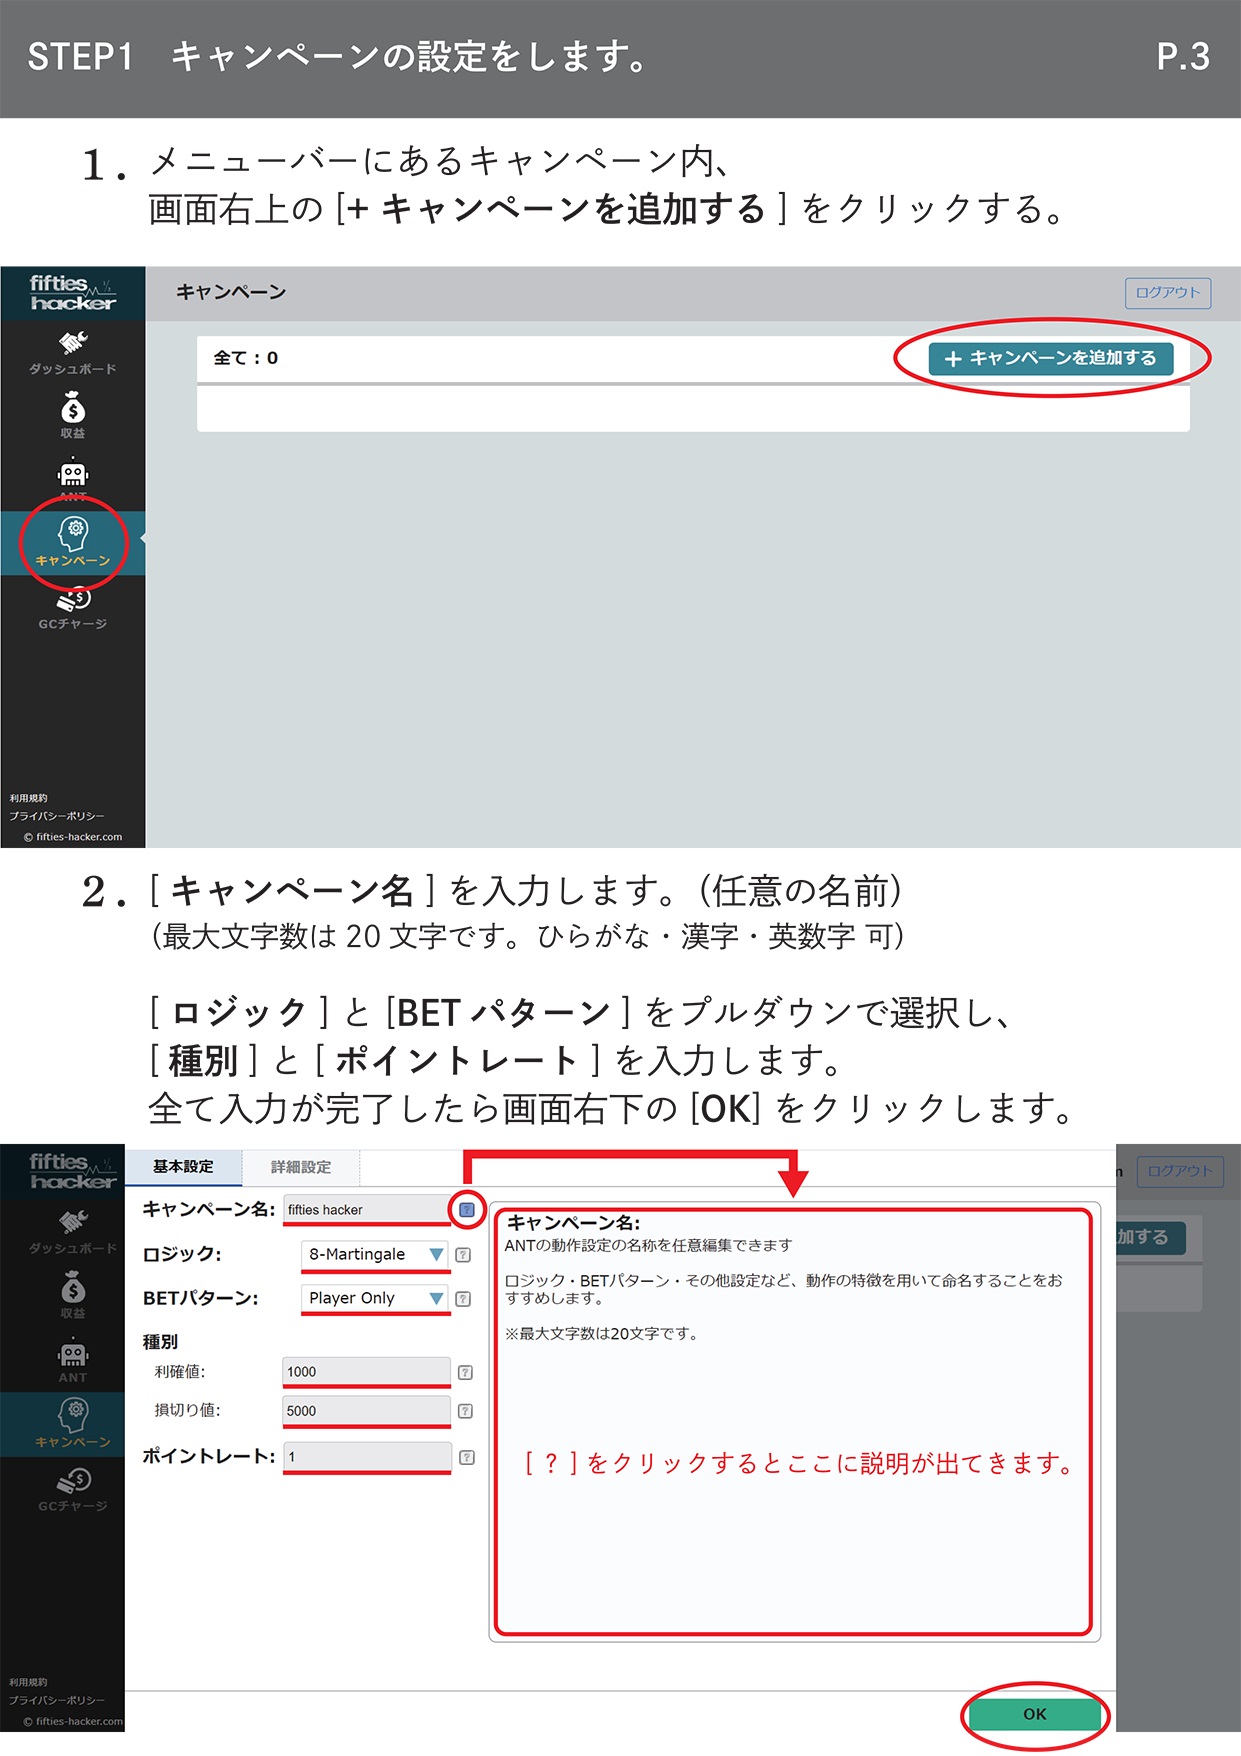 STEP1　キャンペーンの設定をします。
P.3
1. メニューバーにあるキャンペーン内、
画面右上の [+ キャンペーンを追加する ] をクリックする。
fifties
hacker
キャンペーン
ログアウト
ダッシュボード
全て : 0
＋ キャンペーンを追加する
収益
ANT
キャンペーン
GCチャージ
利用規約
プライバシーポリシー
© fifties-hacker.com
2. [ キャンペーン名 ] を入力します。（任意の名前）
（最大文字数は 20 文字です。ひらがな・漢字・英数字 可）
[ ロジック ] と [BET パターン ] をプルダウンで選択し、
[ 種別 ] と [ ポイントレート ] を入力します。
全て入力が完了したら画面右下の [OK] をクリックします。
fifties
hacker
ダッシュボード
収益
ANT
キャンペーン
GCチャージ
利用規約
プライバシーポリシー
© fifties-hacker.com
基本設定
詳細設定
ログアウト
加する
キャンペーン名: fifties hacker ?
ロジック: 8-Martingale ?
BETパターン: Player Only ?
種別
利確値: 1000 ?
損切り値: 5000 ?
ポイントレート: 1 ?
キャンペーン名:
ANTの動作設定の名称を任意編集できます
ロジック・BETパターン・その他設定など、動作の特徴を用いて命名することをお
すすめします。
※最大文字数は20文字です。
[ ? ] をクリックするとここに説明が出てきます。
OK